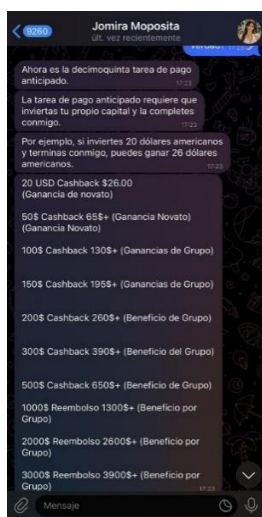 9260
Jomira Moposita
últ. vez recientemente
verdad? 17:23
Ahora es la decimoquinta tarea de pago
anticipado. 17:23
La tarea de pago anticipado requiere que
inviertas tu propio capital y la completes
conmigo. 17:23
Por ejemplo, si inviertes 20 dólares americanos
y terminas conmigo, puedes ganar 26 dólares
americanos. 17:23
20 USD Cashback $26.00
(Ganancia de novato)
50$ Cashback 65$+ (Ganancia Novato)
(Ganancia Novato)
100$ Cashback 130$+ (Ganancias de Grupo)
150$ Cashback 195$+ (Ganancias de Grupo)
200$ Cashback 260$+ (Beneficio de Grupo)
300$ Cashback 390$+ (Beneficio del Grupo)
500$ Cashback 650$+ (Beneficio de Grupo)
1000$ Reembolso 1300$+ (Beneficio por
Grupo)
2000$ Reembolso 2600$+ (Beneficio por
Grupo)
3000$ Reembolso 3900$+ (Beneficio por
Grupo) 17:23
Mensaje